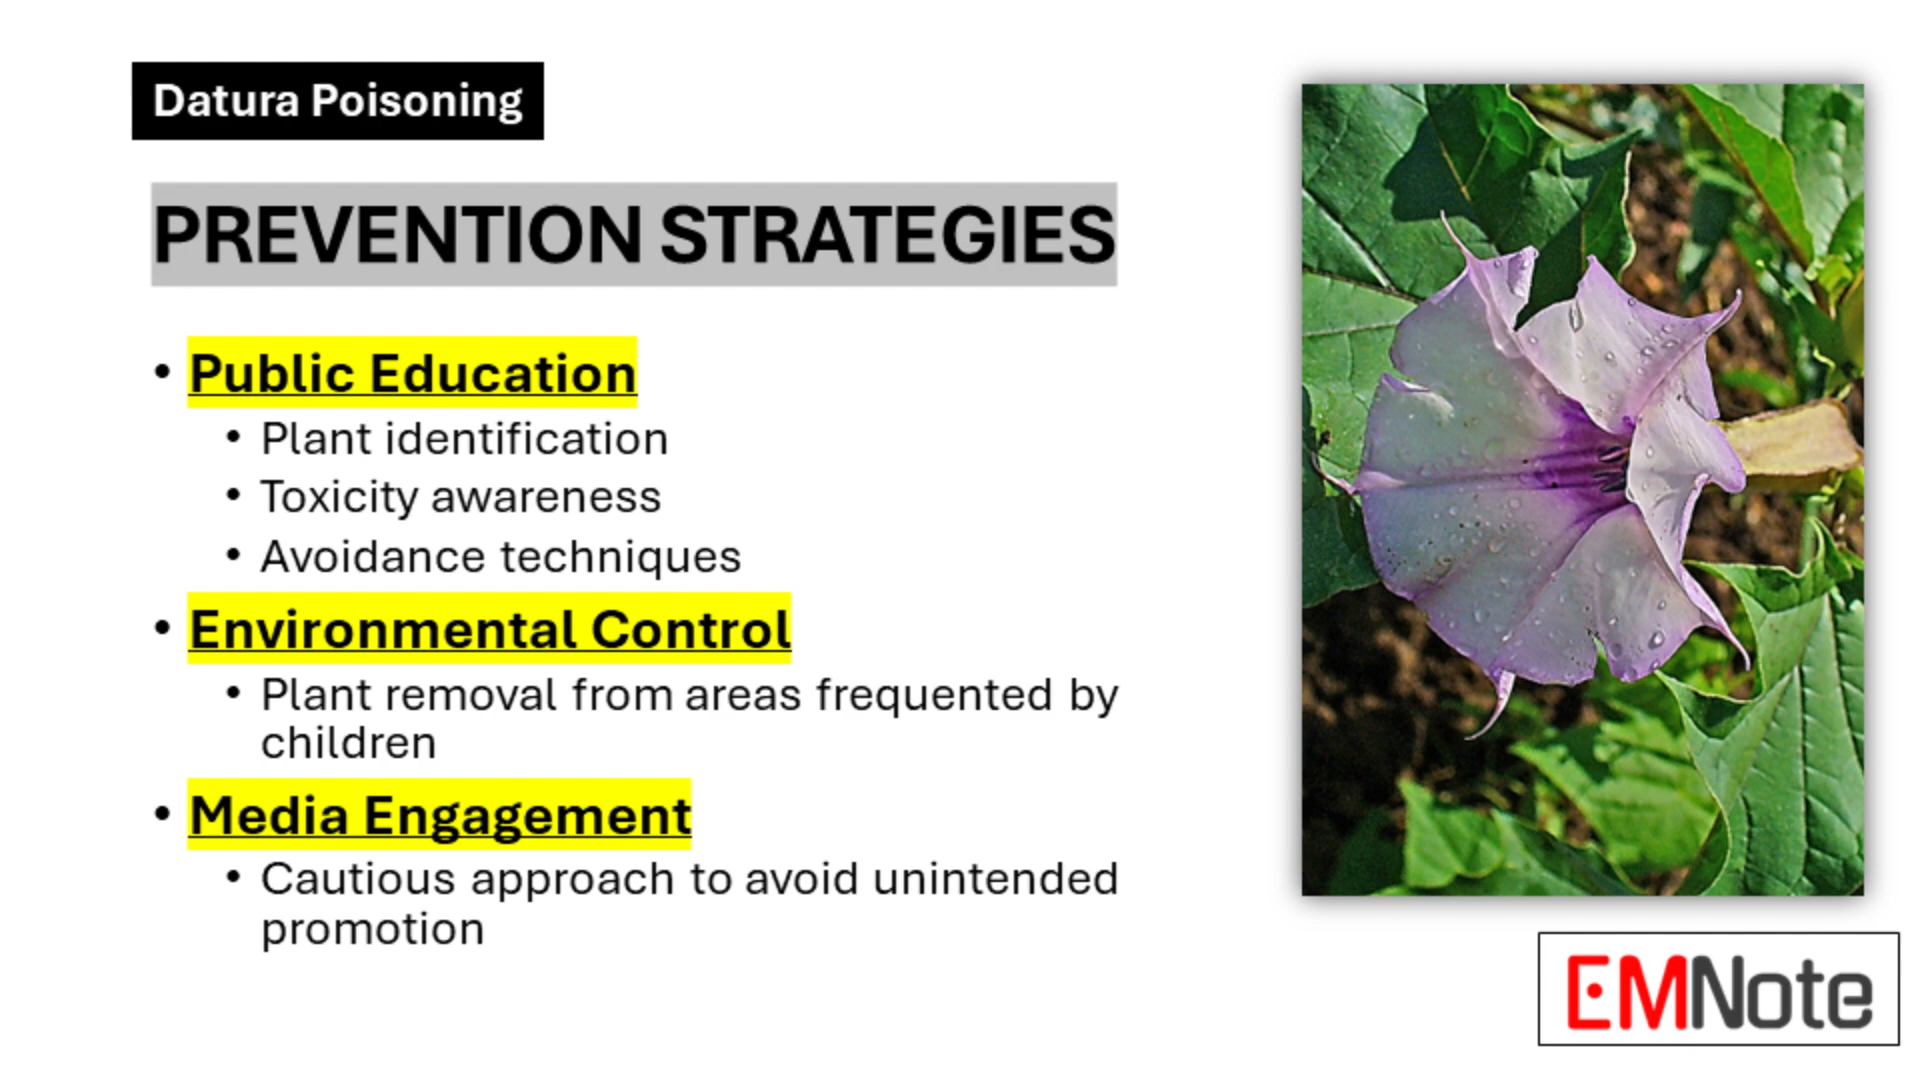 Datura Poisoning
PREVENTION STRATEGIES
• Public Education
• Plant identification
• Toxicity awareness
• Avoidance techniques
• Environmental Control
• Plant removal from areas frequented by
children
• Media Engagement
• Cautious approach to avoid unintended
promotion
EMNote